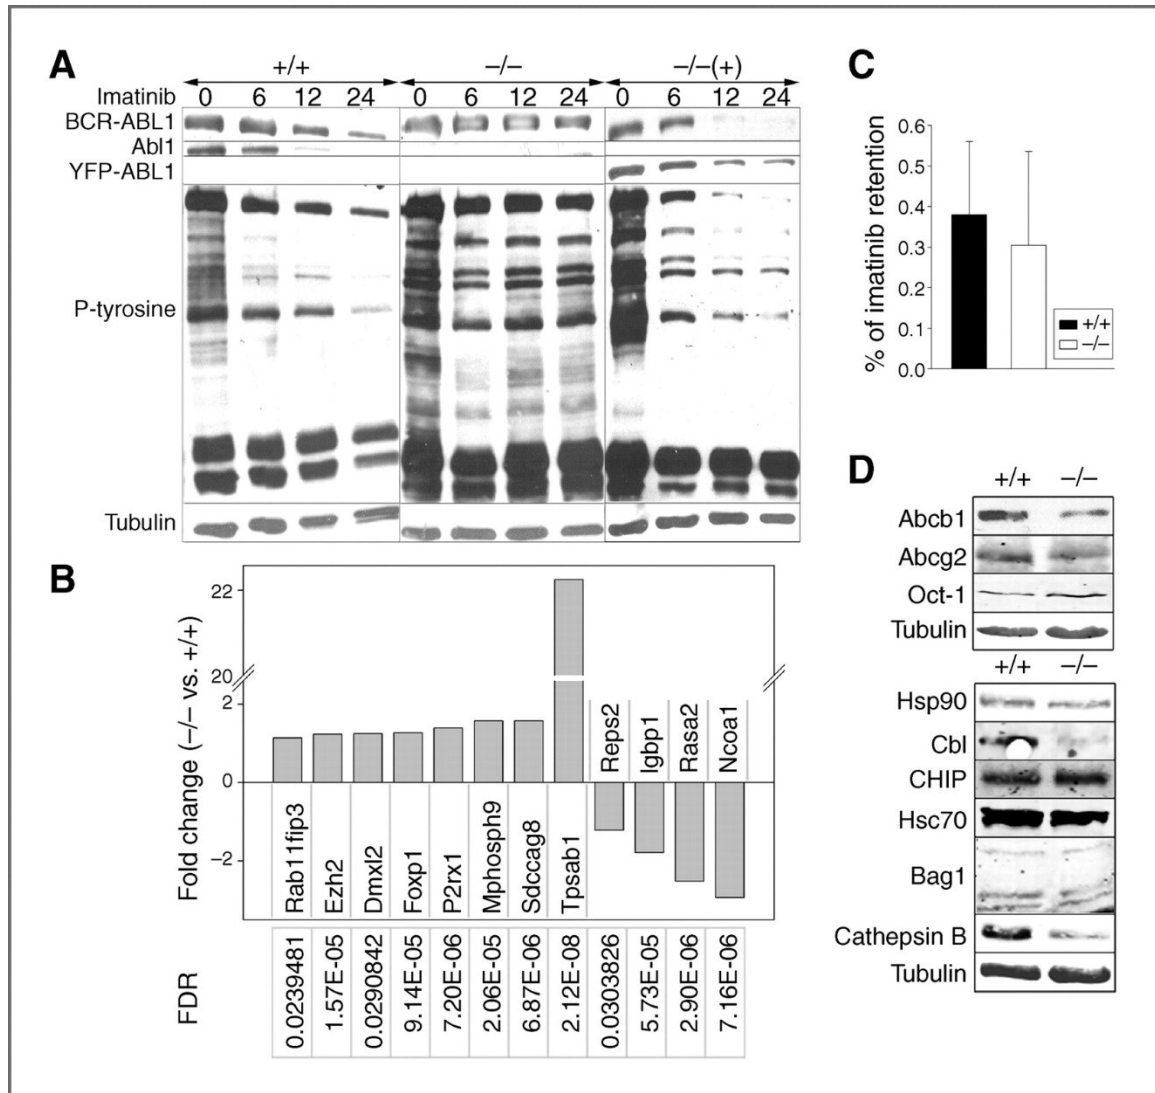 A
+/+
−/−
−/−(+)
Imatinib 0 6 12 24 0 6 12 24 0 6 12 24
BCR-ABL1
Abl1
YFP-ABL1
P-tyrosine
Tubulin
B
Fold change (−/− vs. +/+)
22
20
2
0
−2
Rab11fip3
Ezh2
Dmxl2
Foxp1
P2rx1
Mphosph9
Sdccag8
Tpsab1
Reps2
Igbp1
Rasa2
Ncoa1
FDR
0.0239481
1.57E-05
0.0290842
9.14E-05
7.20E-06
2.06E-05
6.87E-06
2.12E-08
0.0303826
5.73E-05
2.90E-06
7.16E-06
C
% of imatinib retention
0.6
0.5
0.4
0.3
0.2
0.1
0.0
+/+
−/−
D
+/+ −/−
Abcb1
Abcg2
Oct-1
Tubulin
+/+ −/−
Hsp90
Cbl
CHIP
Hsc70
Bag1
Cathepsin B
Tubulin